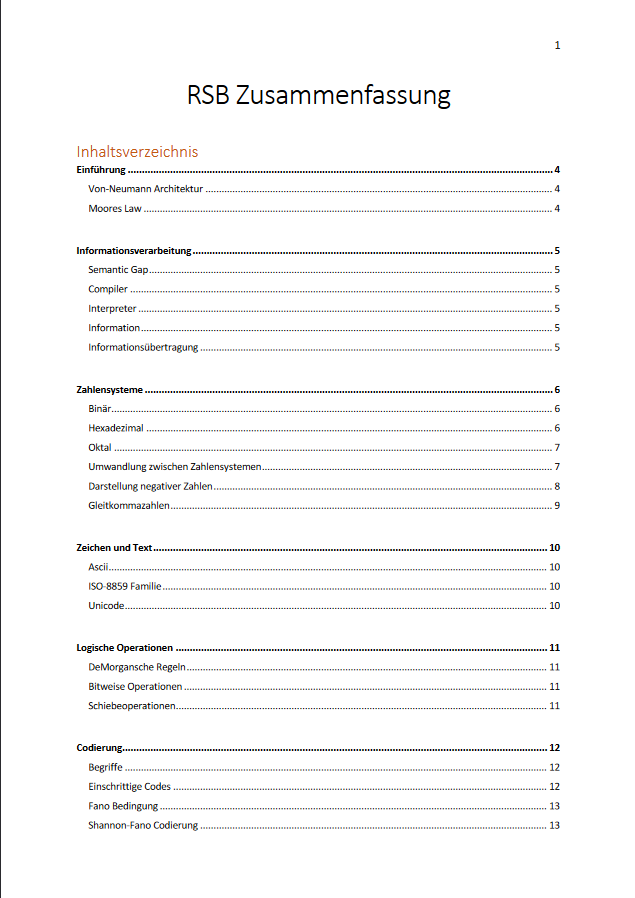 1
RSB Zusammenfassung
Inhaltsverzeichnis
Einführung ........................................ 4
Von-Neumann Architektur ........................................ 4
Moores Law ........................................ 4
Informationsverarbeitung ........................................ 5
Semantic Gap ........................................ 5
Compiler ........................................ 5
Interpreter ........................................ 5
Information ........................................ 5
Informationsübertragung ........................................ 5
Zahlensysteme ........................................ 6
Binär ........................................ 6
Hexadezimal ........................................ 6
Oktal ........................................ 7
Umwandlung zwischen Zahlensystemen ........................................ 7
Darstellung negativer Zahlen ........................................ 8
Gleitkommazahlen ........................................ 9
Zeichen und Text ........................................ 10
Ascii ........................................ 10
ISO-8859 Familie ........................................ 10
Unicode ........................................ 10
Logische Operationen ........................................ 11
DeMorgansche Regeln ........................................ 11
Bitweise Operationen ........................................ 11
Schiebeoperationen ........................................ 11
Codierung ........................................ 12
Begriffe ........................................ 12
Einschrittige Codes ........................................ 12
Fano Bedingung ........................................ 13
Shannon-Fano Codierung ........................................ 13